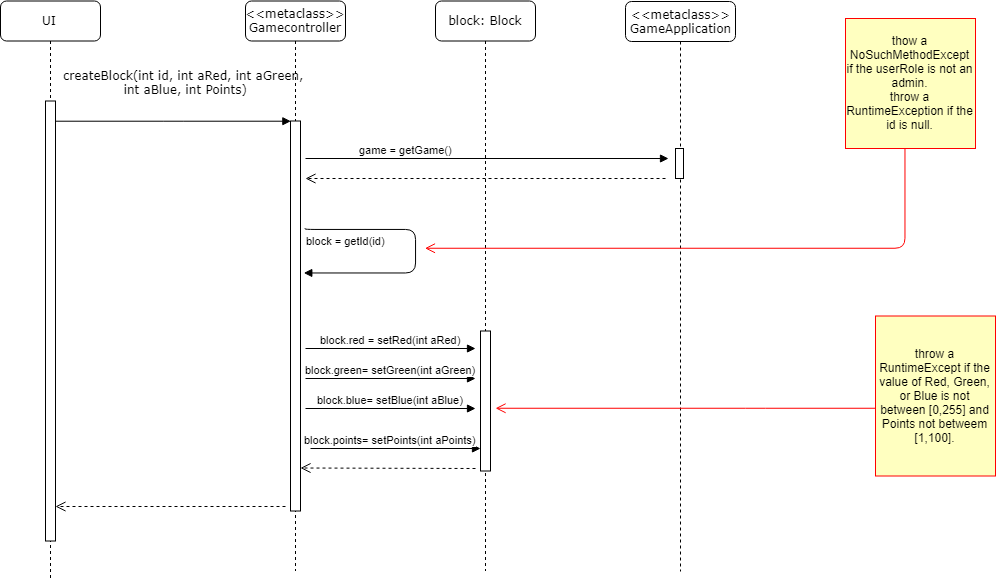 UI
<<metaclass>>
Gamecontroller
block: Block
<<metaclass>>
GameApplication
thow a
NoSuchMethodExcept
if the userRole is not an
admin.
throw a
RuntimeException if the
id is null.
createBlock(int id, int aRed, int aGreen,
int aBlue, int Points)
game = getGame()
block = getId(id)
block.red = setRed(int aRed)
block.green= setGreen(int aGreen)
block.blue= setBlue(int aBlue)
block.points= setPoints(int aPoints)
throw a
RuntimeExcept if the
value of Red, Green,
or Blue is not
between [0,255] and
Points not betweem
[1,100].